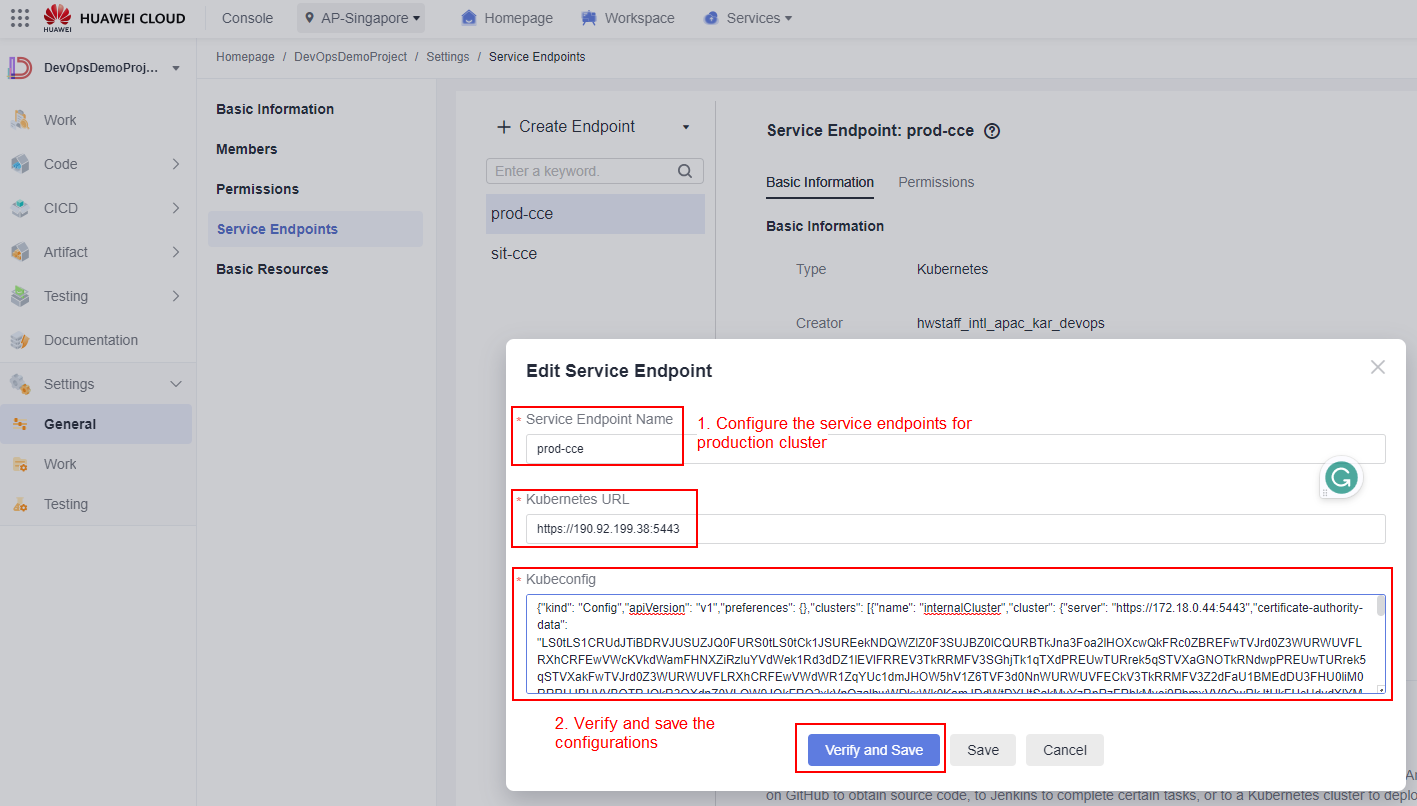 HUAWEI
HUAWEI CLOUD
Console
AP-Singapore
Homepage
Workspace
Services
DevOpsDemoProj...
Homepage / DevOpsDemoProject / Settings / Service Endpoints
Work
Code
CICD
Artifact
Testing
Documentation
Settings
General
Work
Testing
Basic Information
Members
Permissions
Service Endpoints
Basic Resources
Create Endpoint
Enter a keyword.
prod-cce
sit-cce
Service Endpoint: prod-cce
Basic Information Permissions
Basic Information
Type Kubernetes
Creator hwstaff_intl_apac_kar_devops
Edit Service Endpoint
* Service Endpoint Name
prod-cce
1. Configure the service endpoints for
production cluster
* Kubernetes URL
https://190.92.199.38:5443
* Kubeconfig
{"kind": "Config","apiVersion": "v1","preferences": {},"clusters": [{"name": "internalCluster","cluster": {"server": "https://172.18.0.44:5443","certificate-authority-
data":
2. Verify and save the
configurations
Verify and Save
Save
Cancel
on GitHub to obtain source code, to Jenkins to complete certain tasks, or to a Kubernetes cluster to